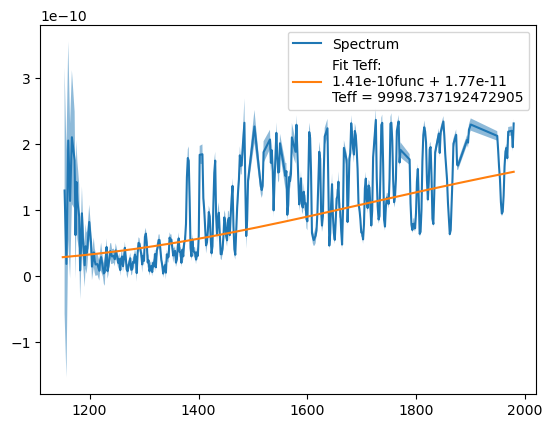 1e−10
Spectrum
Fit Teff:
1.41e-10func + 1.77e-11
Teff = 9998.737192472905
3
2
1
0
−1
1200
1400
1600
1800
2000